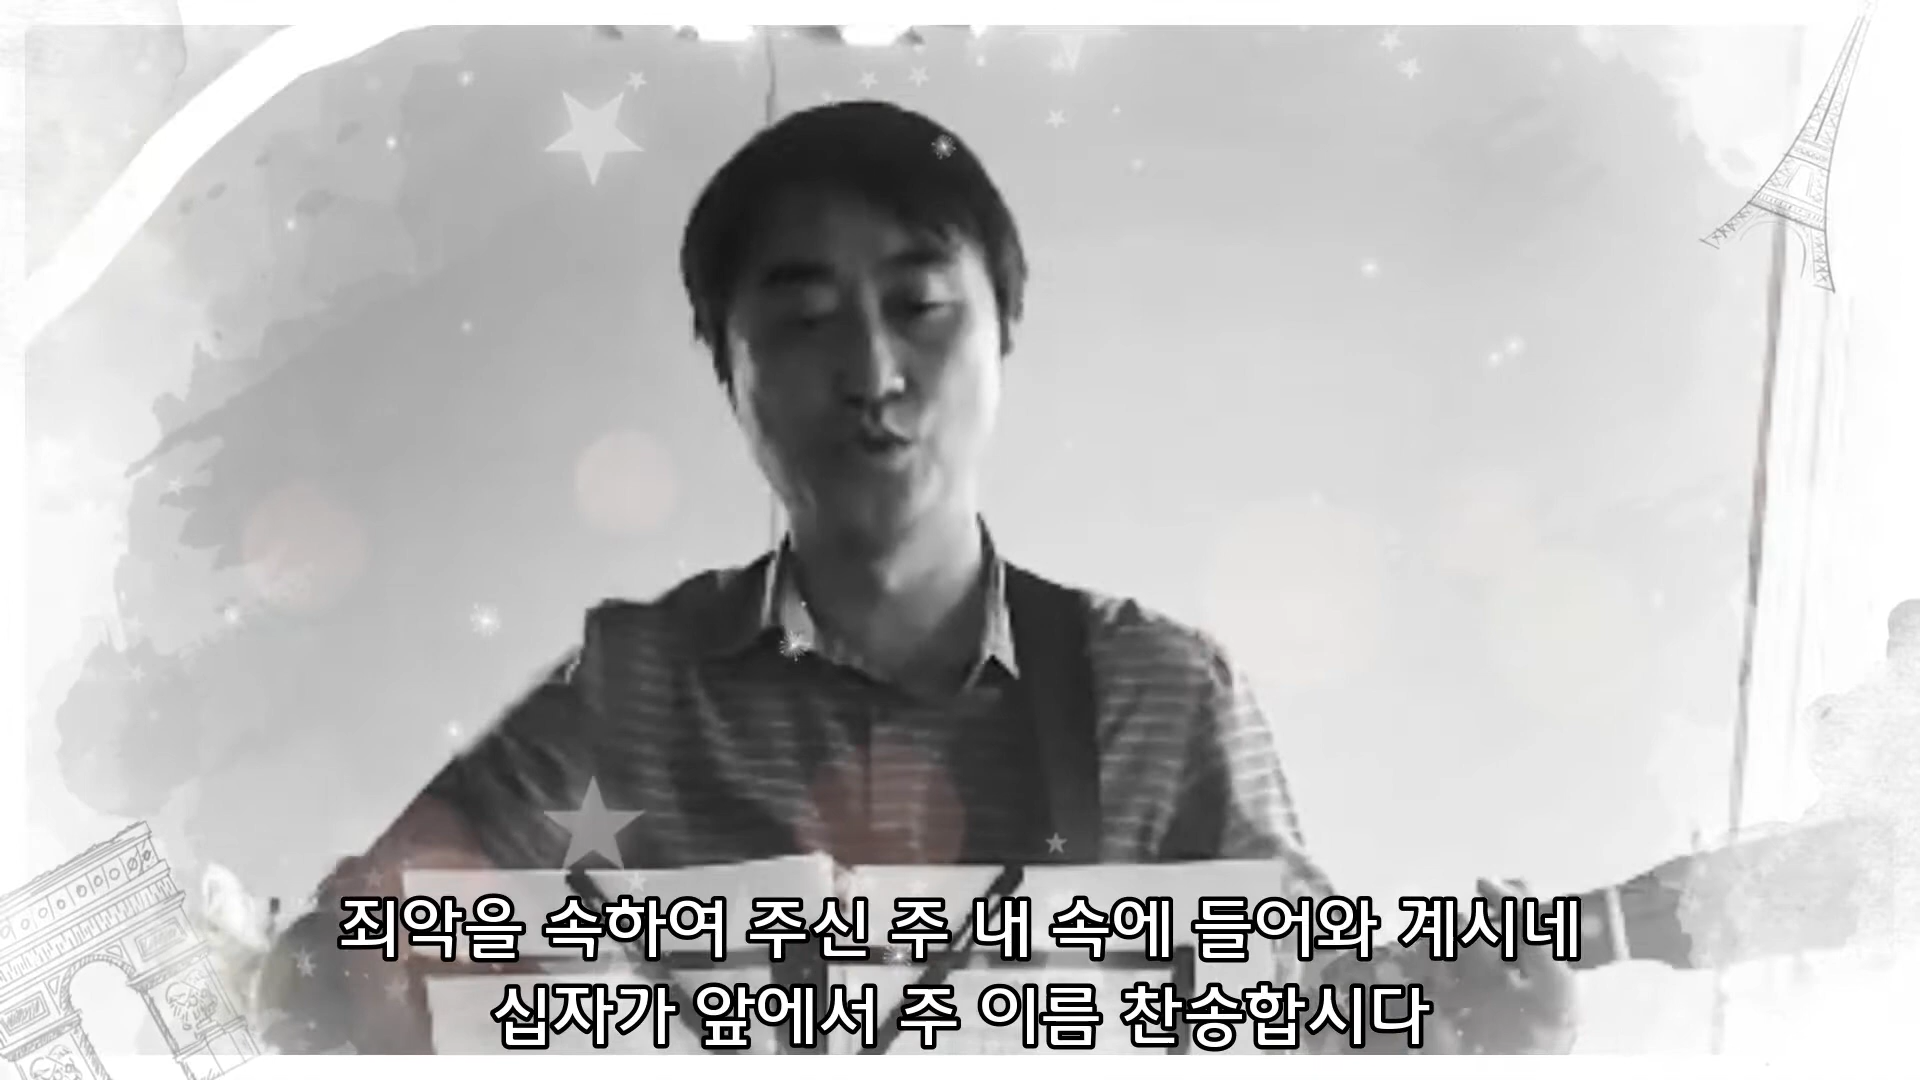 죄악을 속하여 주신 주 내 속에 들어와 계시네
십자가 앞에서 주 이름 찬송합시다